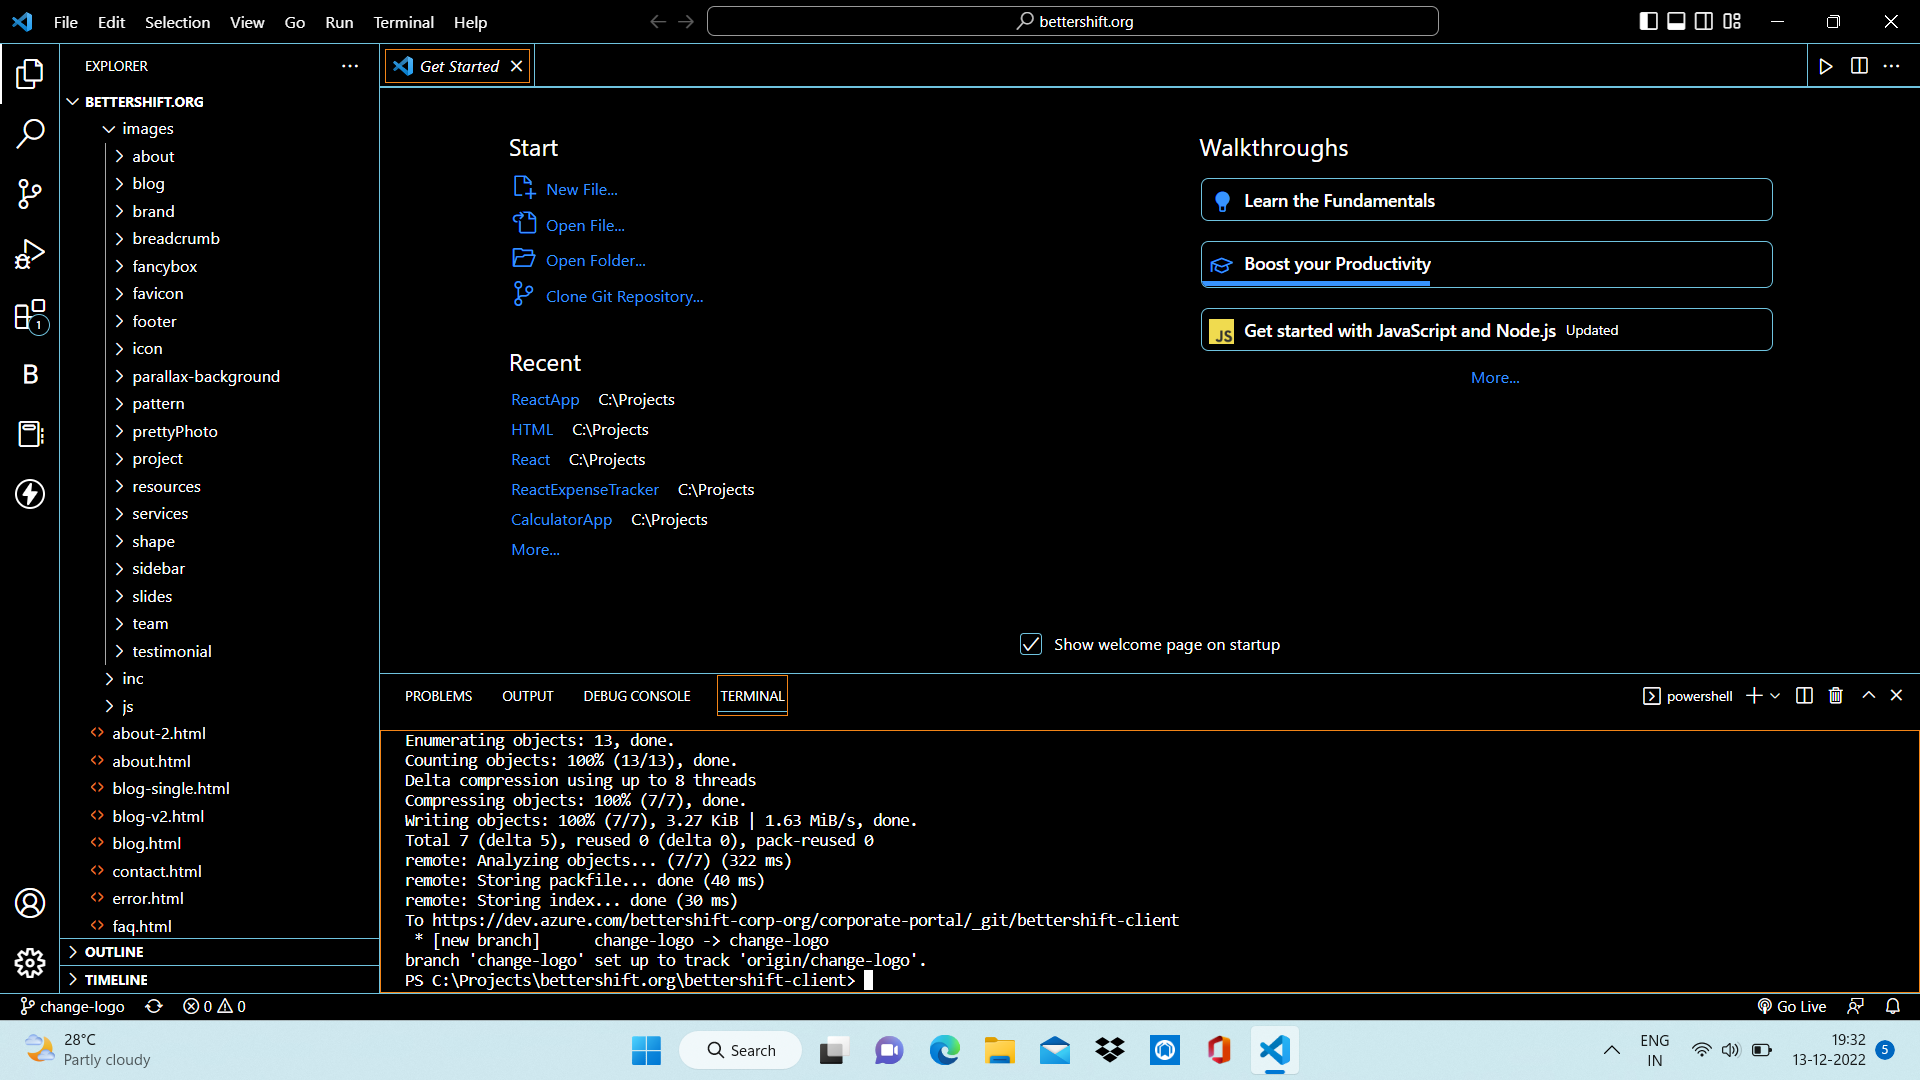 File Edit Selection View Go Run Terminal Help
bettershift.org
EXPLORER
BETTERSHIFT.ORG
images
about
blog
brand
breadcrumb
fancybox
favicon
footer
icon
parallax-background
pattern
prettyPhoto
project
resources
services
shape
sidebar
slides
team
testimonial
inc
js
about-2.html
about.html
blog-single.html
blog-v2.html
blog.html
contact.html
error.html
faq.html
OUTLINE
TIMELINE
1
B
Get Started
Start
New File...
Open File...
Open Folder...
Clone Git Repository...
Recent
ReactApp C:\Projects
HTML C:\Projects
React C:\Projects
ReactExpenseTracker C:\Projects
CalculatorApp C:\Projects
More...
Walkthroughs
Learn the Fundamentals
Boost your Productivity
JS Get started with JavaScript and Node.js Updated
More...
Show welcome page on startup
PROBLEMS OUTPUT DEBUG CONSOLE TERMINAL powershell
Enumerating objects: 13, done.
Counting objects: 100% (13/13), done.
Delta compression using up to 8 threads
Compressing objects: 100% (7/7), done.
Writing objects: 100% (7/7), 3.27 KiB | 1.63 MiB/s, done.
Total 7 (delta 5), reused 0 (delta 0), pack-reused 0
remote: Analyzing objects... (7/7) (322 ms)
remote: Storing packfile... done (40 ms)
remote: Storing index... done (30 ms)
To https://dev.azure.com/bettershift-corp-org/corporate-portal/_git/bettershift-client
* [new branch] change-logo -> change-logo
branch 'change-logo' set up to track 'origin/change-logo'.
PS C:\Projects\bettershift.org\bettershift-client>
change-logo 0 0 Go Live
28°C
Partly cloudy
Search
ENG
IN
19:32
13-12-2022
5